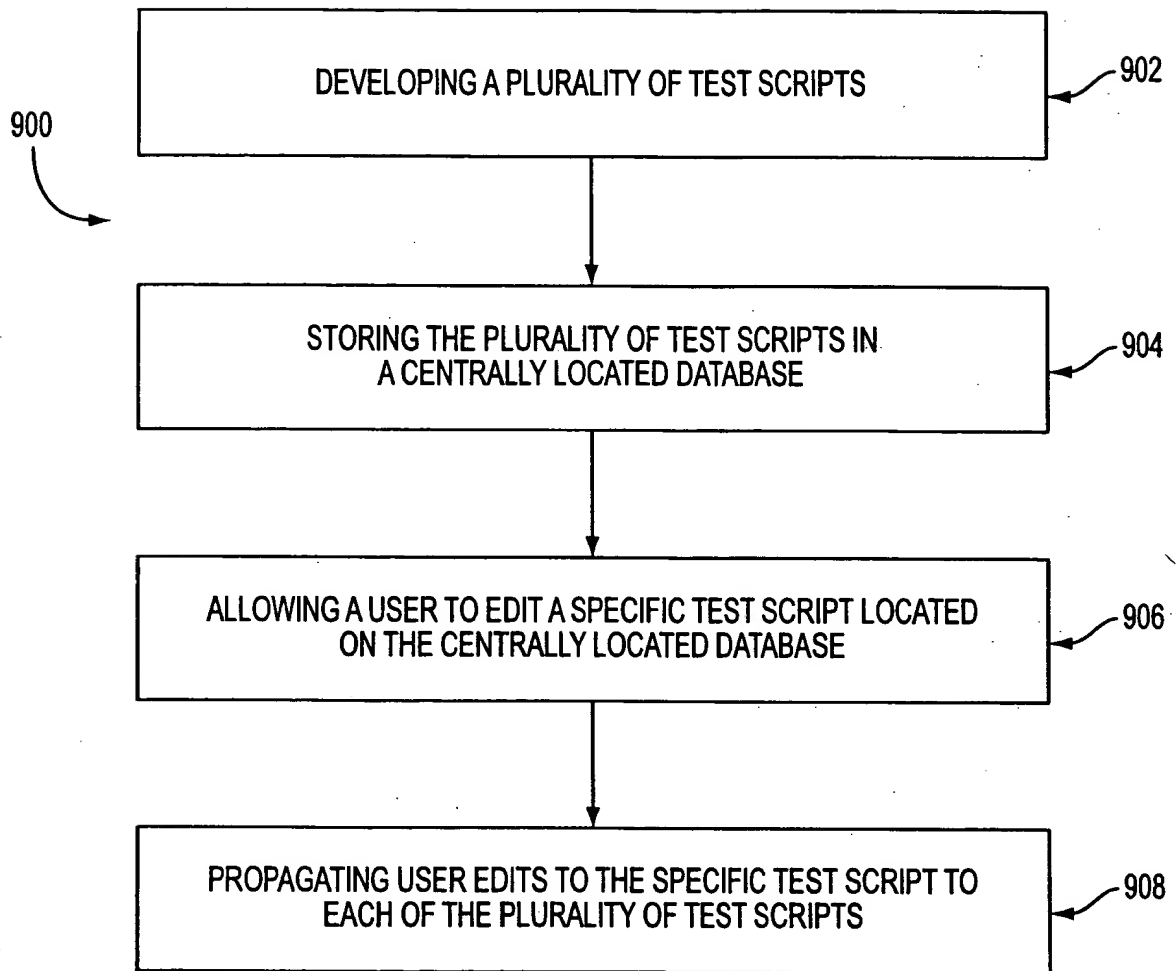 DEVELOPING A PLURALITY OF TEST SCRIPTS
902
900
STORING THE PLURALITY OF TEST SCRIPTS IN
A CENTRALLY LOCATED DATABASE
904
ALLOWING A USER TO EDIT A SPECIFIC TEST SCRIPT LOCATED
ON THE CENTRALLY LOCATED DATABASE
906
PROPAGATING USER EDITS TO THE SPECIFIC TEST SCRIPT TO
EACH OF THE PLURALITY OF TEST SCRIPTS
908